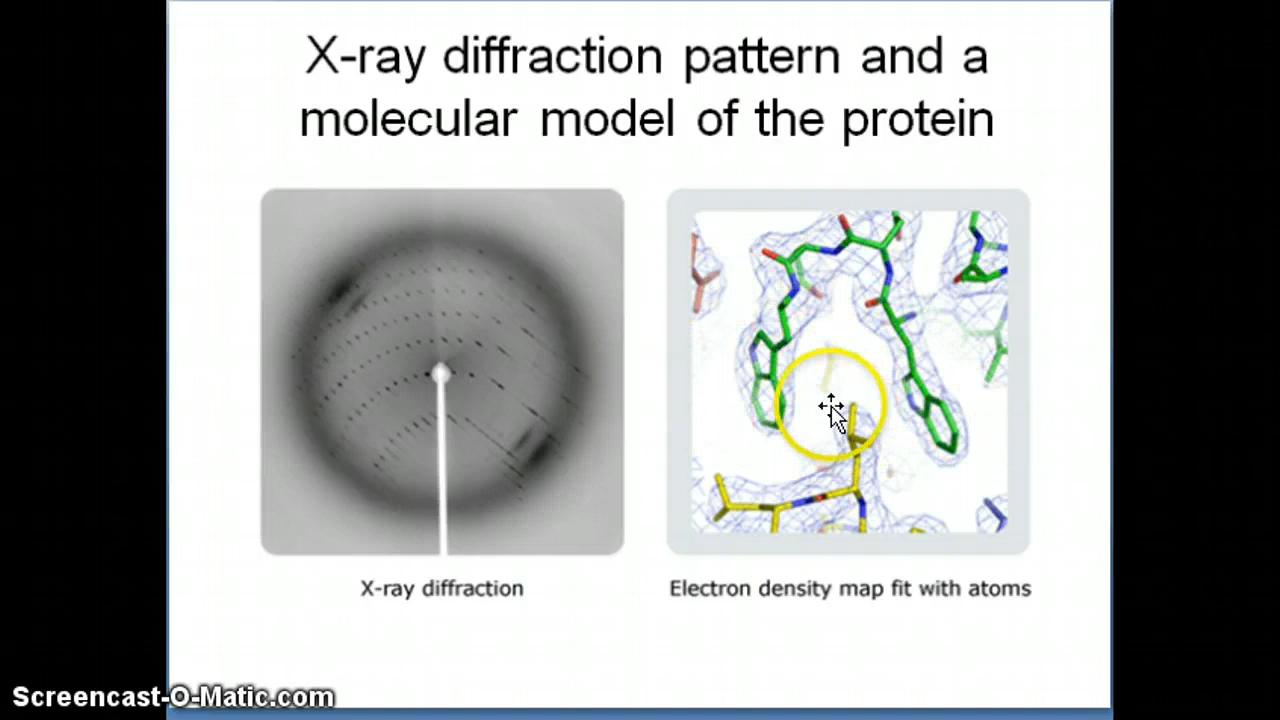 X-ray diffraction pattern and a
molecular model of the protein
X-ray diffraction
Electron density map fit with atoms
Screencast-O-Matic.com